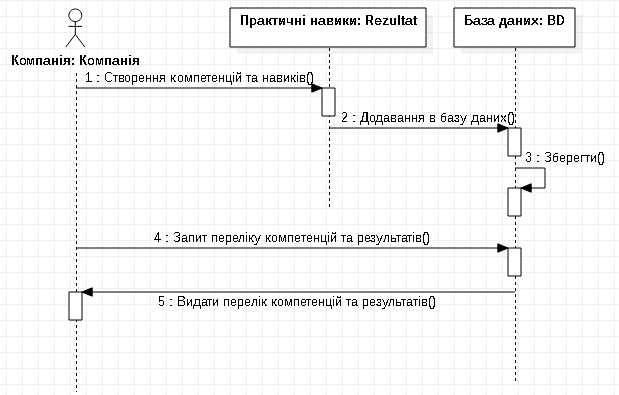 Практичні навики: Rezultat
База даних: BD
Компанія: Компанія
1 : Створення компетенцій та навиків()
2 : Додавання в базу даних()
3 : Зберегти()
4 : Запит переліку компетенцій та результатів()
5 : Видати перелік компетенцій та результатів()